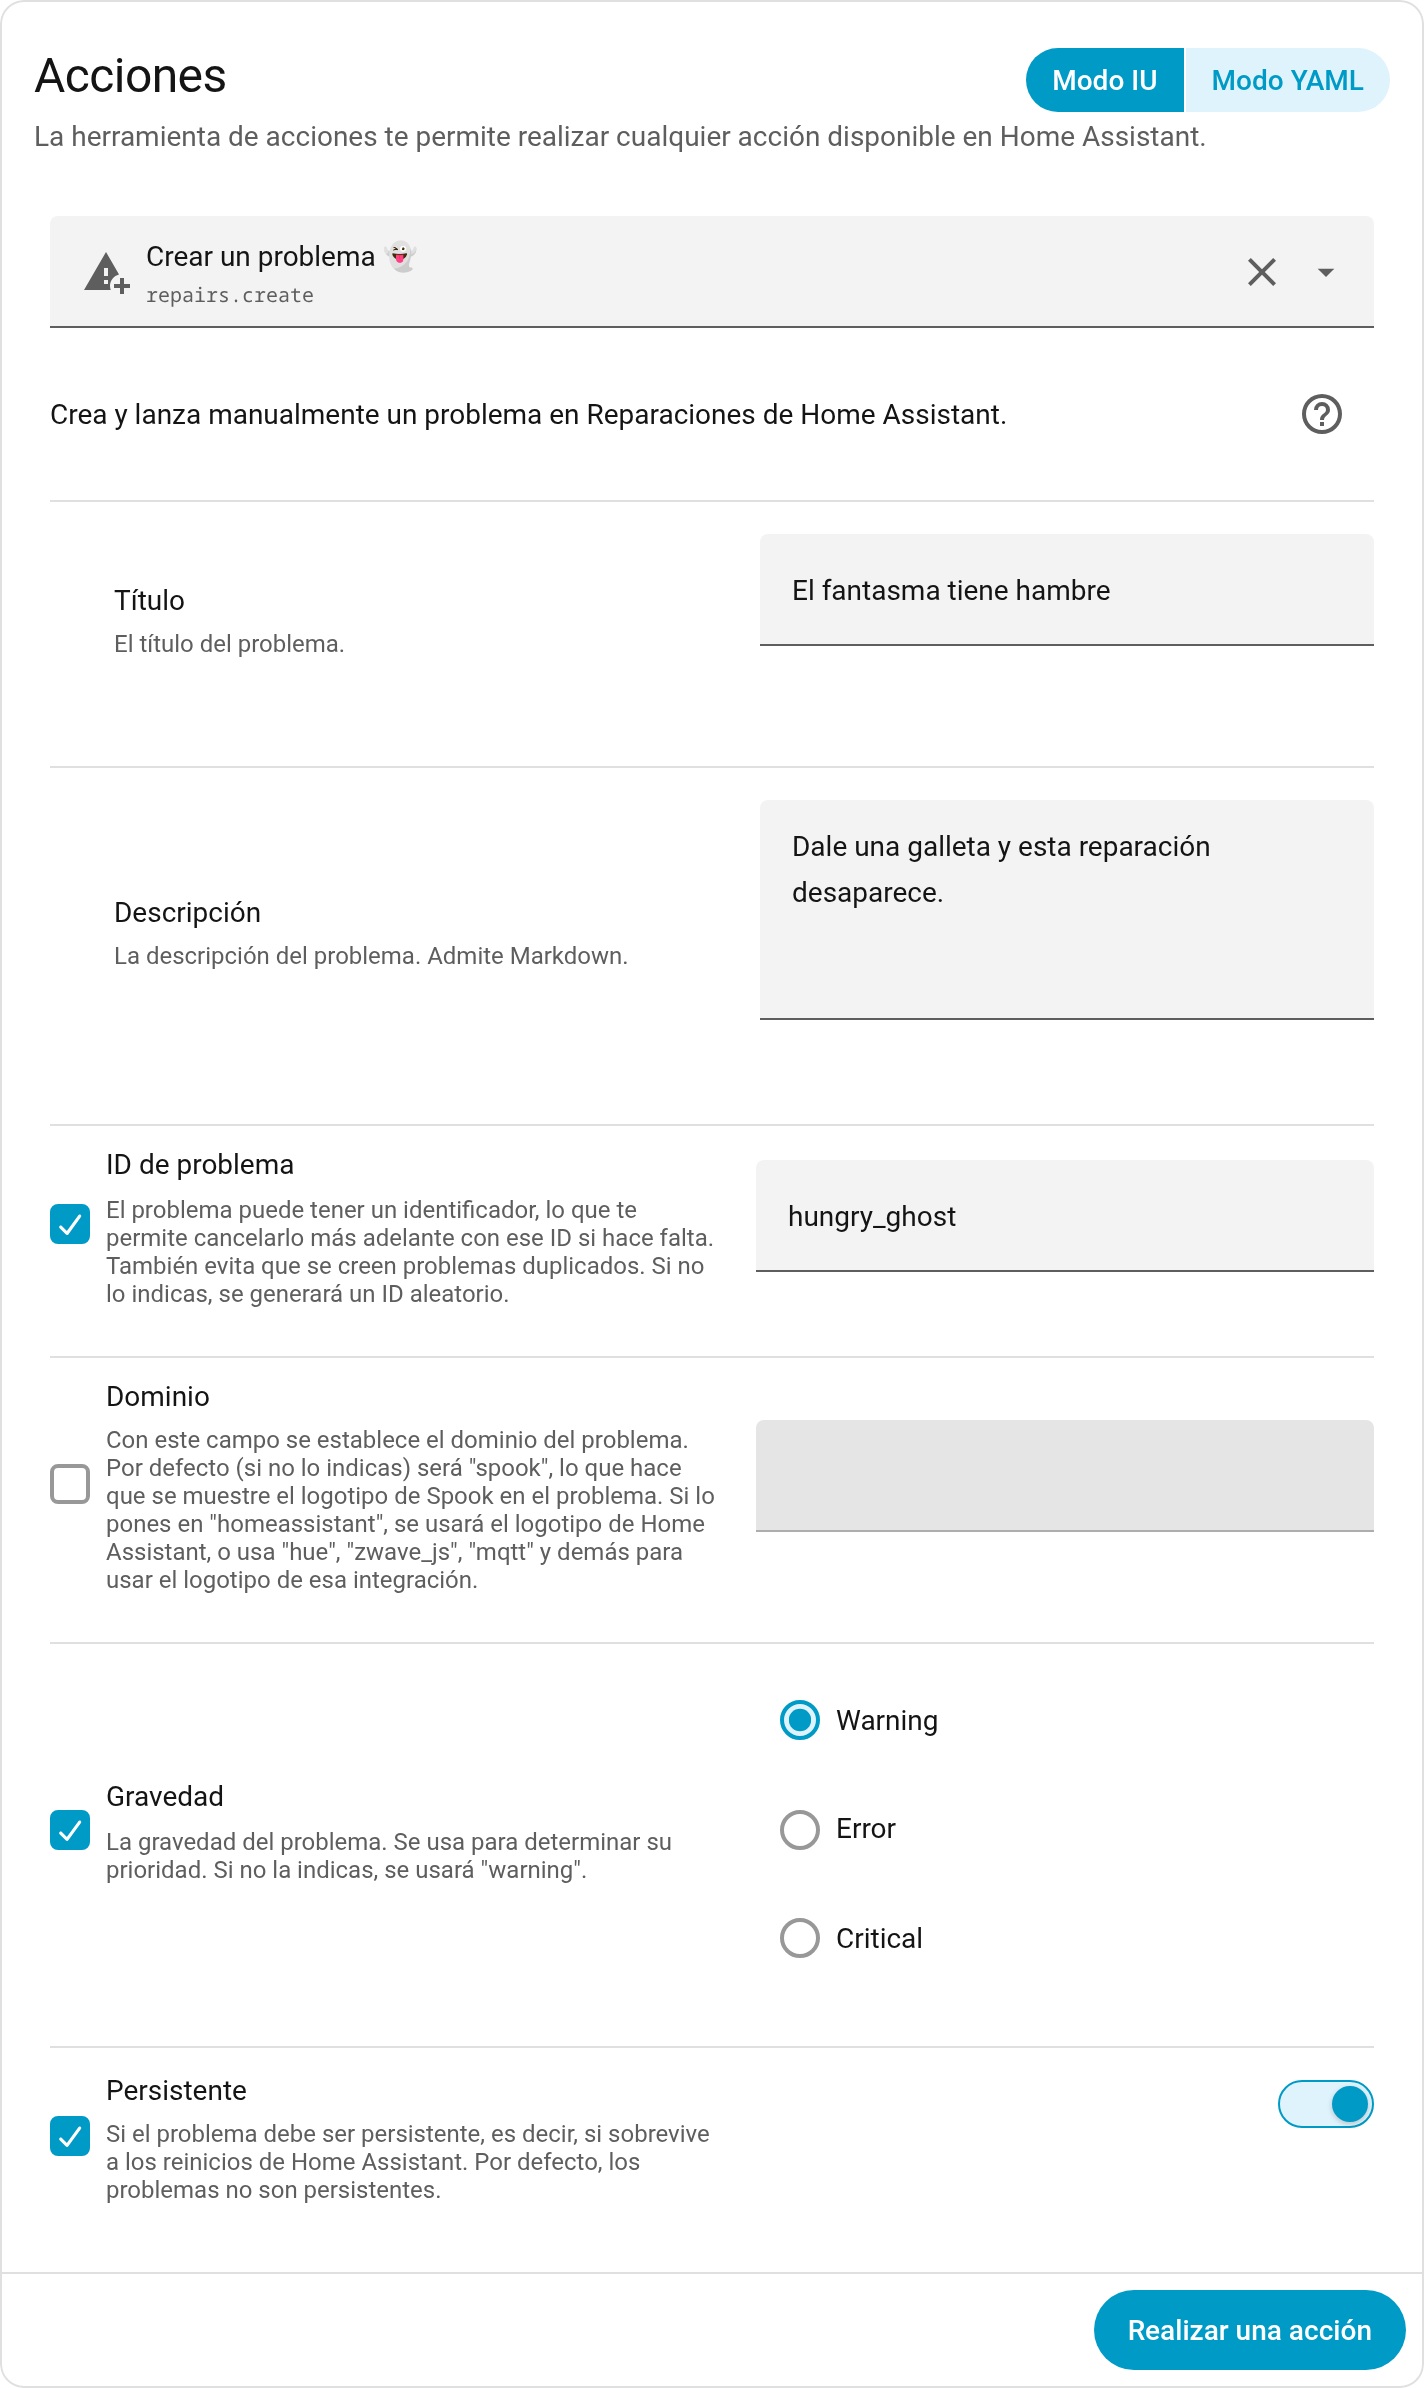 Acciones
Modo IU
Modo YAML
La herramienta de acciones te permite realizar cualquier acción disponible en Home Assistant.
Crear un problema 👻
repairs.create
Crea y lanza manualmente un problema en Reparaciones de Home Assistant.
Título
El título del problema.
El fantasma tiene hambre
Descripción
La descripción del problema. Admite Markdown.
Dale una galleta y esta reparación
desaparece.
ID de problema
El problema puede tener un identificador, lo que te
permite cancelarlo más adelante con ese ID si hace falta.
También evita que se creen problemas duplicados. Si no
lo indicas, se generará un ID aleatorio.
hungry_ghost
Dominio
Con este campo se establece el dominio del problema.
Por defecto (si no lo indicas) será "spook", lo que hace
que se muestre el logotipo de Spook en el problema. Si lo
pones en "homeassistant", se usará el logotipo de Home
Assistant, o usa "hue", "zwave_js", "mqtt" y demás para
usar el logotipo de esa integración.
Gravedad
La gravedad del problema. Se usa para determinar su
prioridad. Si no la indicas, se usará "warning".
Warning
Error
Critical
Persistente
Si el problema debe ser persistente, es decir, si sobrevive
a los reinicios de Home Assistant. Por defecto, los
problemas no son persistentes.
Realizar una acción